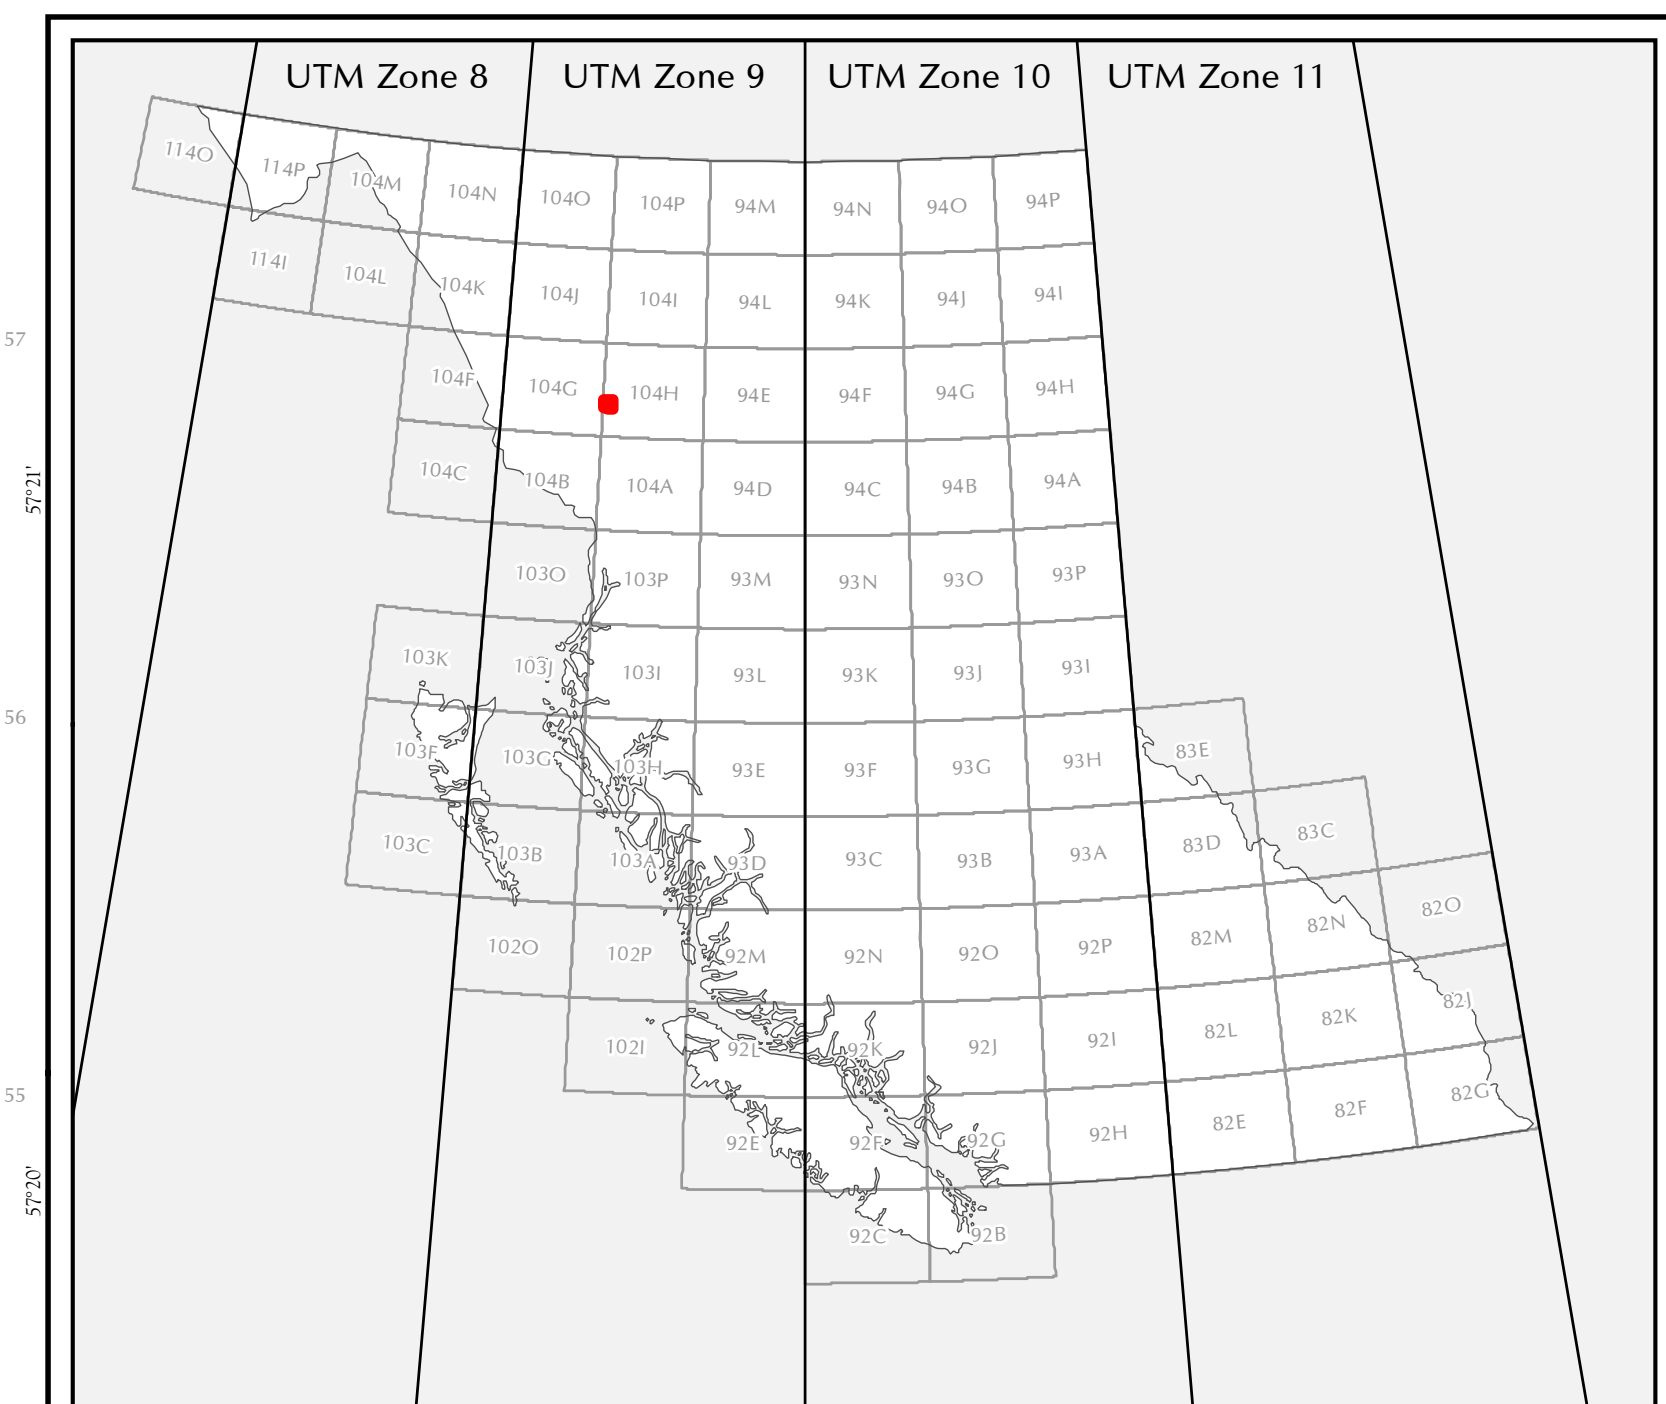 UTM Zone 8 UTM Zone 9 UTM Zone 10 UTM Zone 11
114O 114P 104M 104N 104O 104P 94M 94N 94O 94P
114I 104L 104K 104J 104I 94L 94K 94J 94I
57
104F 104G 104H 94E 94F 94G 94H
57°21'
104C 104B 104A 94D 94C 94B 94A
103O 103P 93M 93N 93O 93P
103K 103J 103I 93L 93K 93J 93I
56
103F 103G 103H 93E 93F 93G 93H 83E
103C 103B 103A 93D 93C 93B 93A 83D 83C
102O 102P 92M 92N 92O 92P 82M 82N 82O
102I 92L 92K 92J 92I 82L 82K 82J
55
92E 92F 92G 92H 82E 82F 82G
57°20'
92C 92B